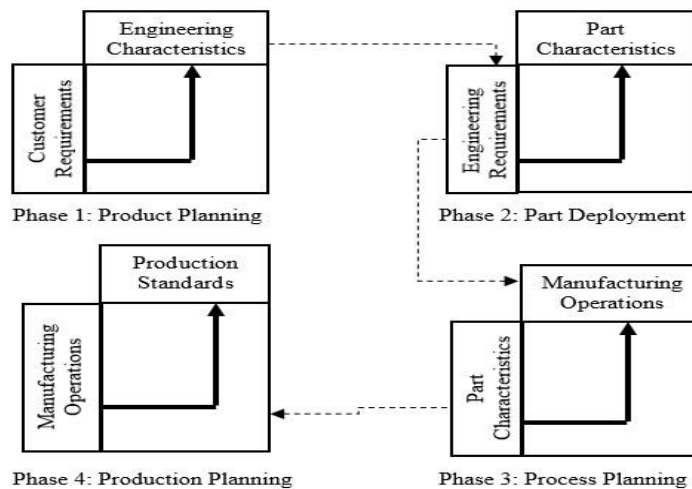 Engineering
Characteristics
Customer
Requirements
Phase 1: Product Planning
Part
Characteristics
Engineering
Requirements
Phase 2: Part Deployment
Production
Standards
Manufacturing
Operations
Phase 4: Production Planning
Manufacturing
Operations
Part
Characteristics
Phase 3: Process Planning